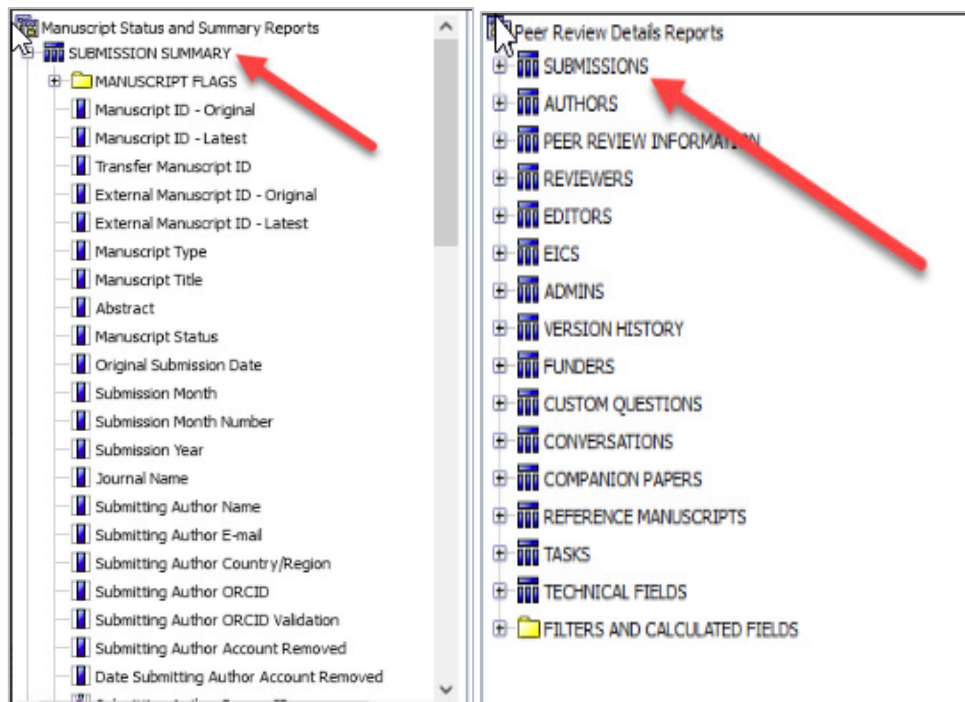 Manuscript Status and Summary Reports
SUBMISSION SUMMARY
MANUSCRIPT FLAGS
Manuscript ID - Original
Manuscript ID - Latest
Transfer Manuscript ID
External Manuscript ID - Original
External Manuscript ID - Latest
Manuscript Type
Manuscript Title
Abstract
Manuscript Status
Original Submission Date
Submission Month
Submission Month Number
Submission Year
Journal Name
Submitting Author Name
Submitting Author E-mail
Submitting Author Country/Region
Submitting Author ORCID
Submitting Author ORCID Validation
Submitting Author Account Removed
Date Submitting Author Account Removed
Peer Review Details Reports
SUBMISSIONS
AUTHORS
PEER REVIEW INFORMATION
REVIEWERS
EDITORS
EICS
ADMINS
VERSION HISTORY
FUNDERS
CUSTOM QUESTIONS
CONVERSATIONS
COMPANION PAPERS
REFERENCE MANUSCRIPTS
TASKS
TECHNICAL FIELDS
FILTERS AND CALCULATED FIELDS